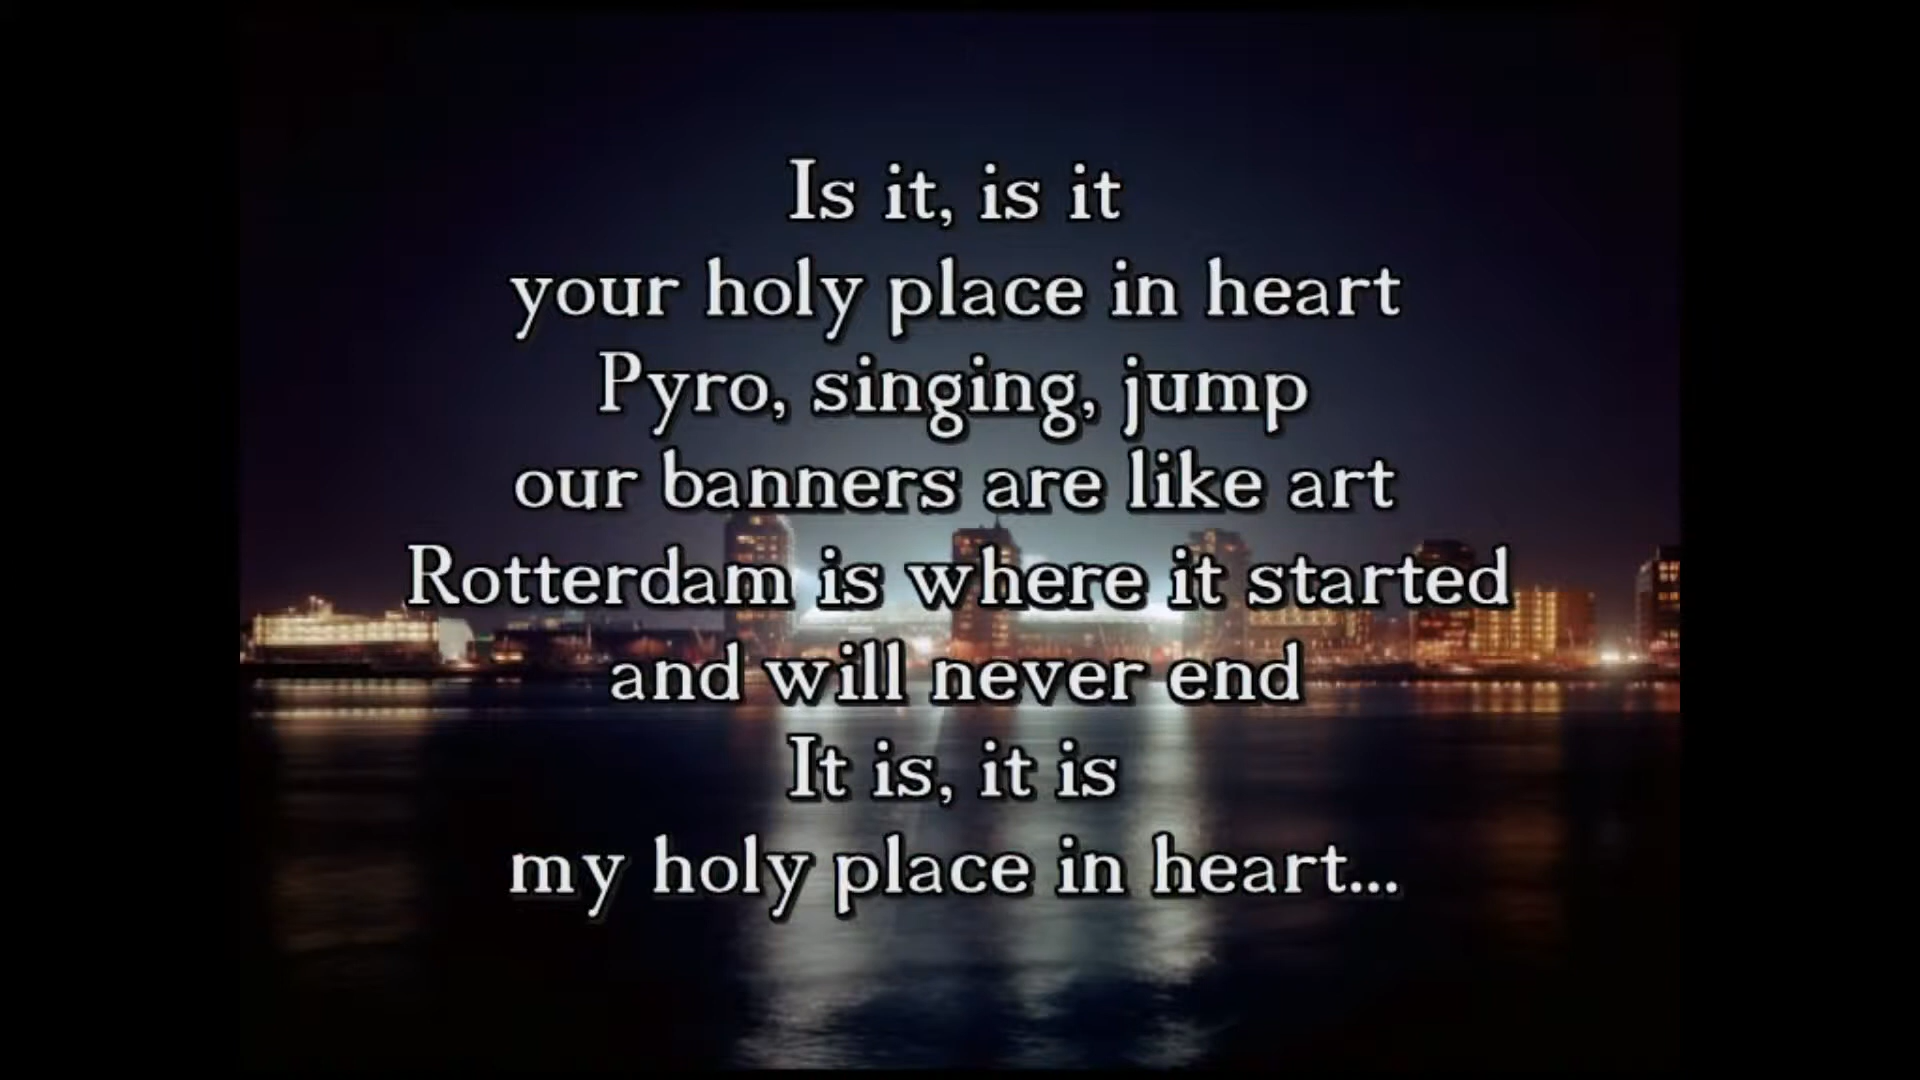 Is it, is it
your holy place in heart
Pyro, singing, jump
our banners are like art
Rotterdam is where it started
and will never end
It is, it is
my holy place in heart...